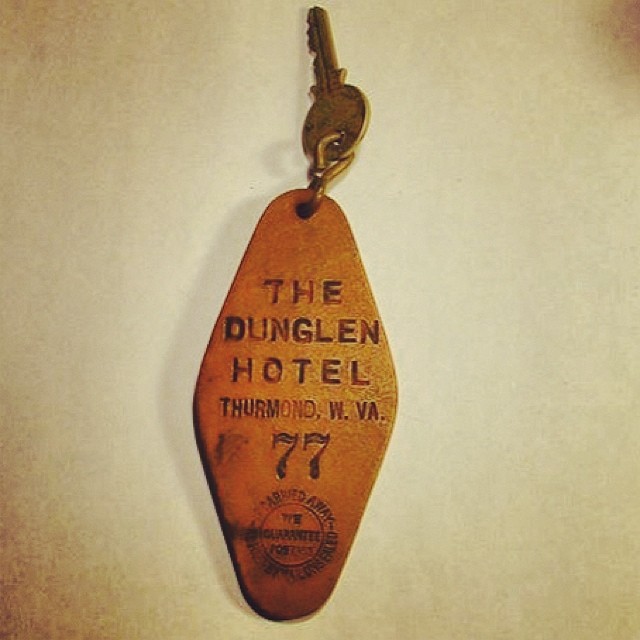 THE
DUNGLEN
HOTEL
THURMOND, W. VA.
77
CARRIED AWAY
WE
GUARANTEE
POSTAGE